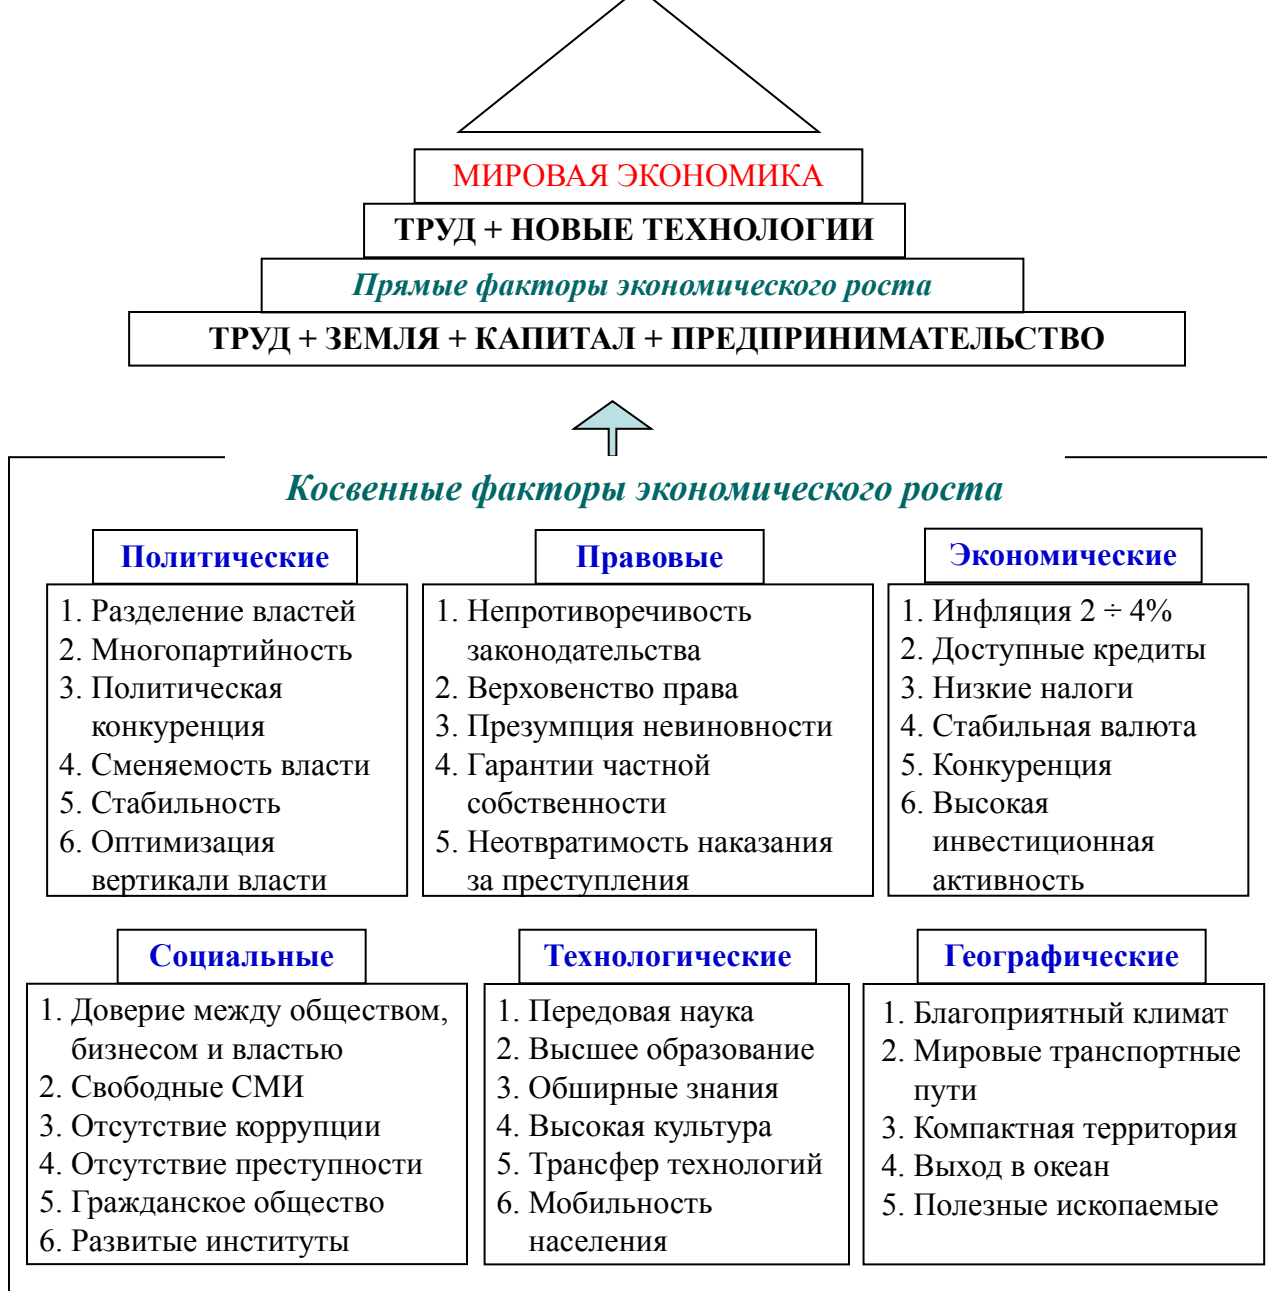 МИРОВАЯ ЭКОНОМИКА
ТРУД + НОВЫЕ ТЕХНОЛОГИИ
Прямые факторы экономического роста
ТРУД + ЗЕМЛЯ + КАПИТАЛ + ПРЕДПРИНИМАТЕЛЬСТВО
Косвенные факторы экономического роста
Политические
1. Разделение властей
2. Многопартийность
3. Политическая
конкуренция
4. Сменяемость власти
5. Стабильность
6. Оптимизация
вертикали власти
Правовые
1. Непротиворечивость
законодательства
2. Верховенство права
3. Презумпция невиновности
4. Гарантии частной
собственности
5. Неотвратимость наказания
за преступления
Экономические
1. Инфляция 2 ÷ 4%
2. Доступные кредиты
3. Низкие налоги
4. Стабильная валюта
5. Конкуренция
6. Высокая
инвестиционная
активность
Социальные
1. Доверие между обществом,
бизнесом и властью
2. Свободные СМИ
3. Отсутствие коррупции
4. Отсутствие преступности
5. Гражданское общество
6. Развитые институты
Технологические
1. Передовая наука
2. Высшее образование
3. Обширные знания
4. Высокая культура
5. Трансфер технологий
6. Мобильность
населения
Географические
1. Благоприятный климат
2. Мировые транспортные
пути
3. Компактная территория
4. Выход в океан
5. Полезные ископаемые